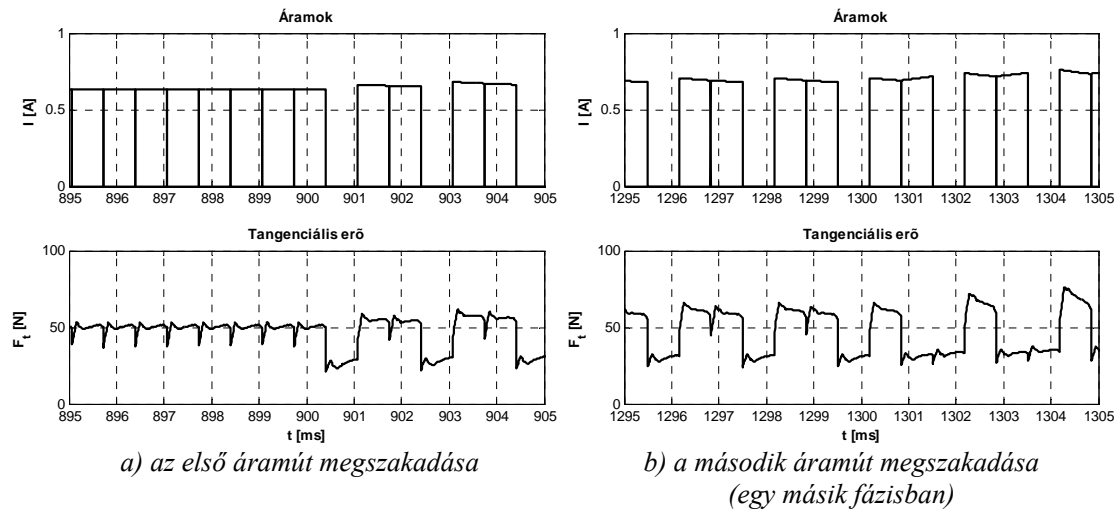 Áramok
1
0.5
0
I [A]
895 896 897 898 899 900 901 902 903 904 905
Tangenciális erõ
100
50
0
F_t [N]
895 896 897 898 899 900 901 902 903 904 905
t [ms]
a) az első áramút megszakadása
Áramok
1
0.5
0
I [A]
1295 1296 1297 1298 1299 1300 1301 1302 1303 1304 1305
Tangenciális erõ
100
50
0
F_t [N]
1295 1296 1297 1298 1299 1300 1301 1302 1303 1304 1305
t [ms]
b) a második áramút megszakadása
(egy másik fázisban)